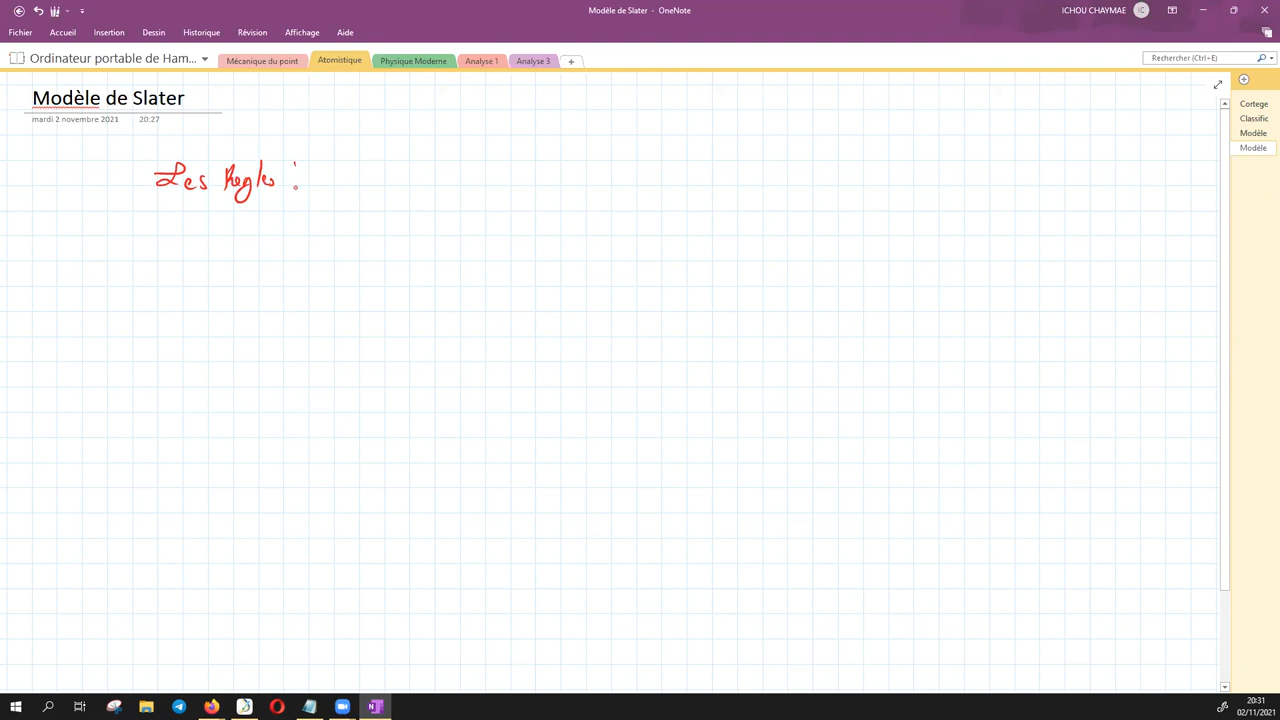 Modèle de Slater - OneNote
ICHOU CHAYMAE IC
Fichier Accueil Insertion Dessin Historique Révision Affichage Aide
Ordinateur portable de Ham... Mécanique du point Atomistique Physique Moderne Analyse 1 Analyse 3 +
Rechercher (Ctrl+E)
Modèle de Slater
mardi 2 novembre 2021 20:27
Les Regles :
Cortege
Classific
Modèle
Modèle
20:31
02/11/2021